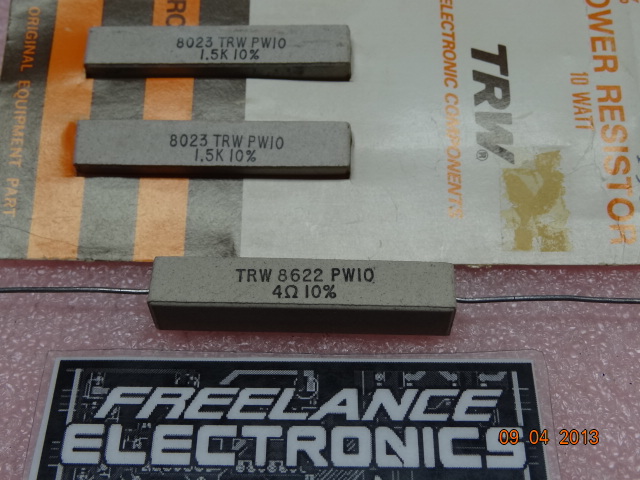 8023 TRW PW10
1.5K 10%
8023 TRW PW10
1.5K 10%
ORIGINAL EQUIPMENT PART
ELECTRONIC COMPONENTS
TRW®
POWER RESISTOR
10 WATT
TRW 8622 PW10
4Ω 10%
FREELANCE
ELECTRONICS
09 04 2013